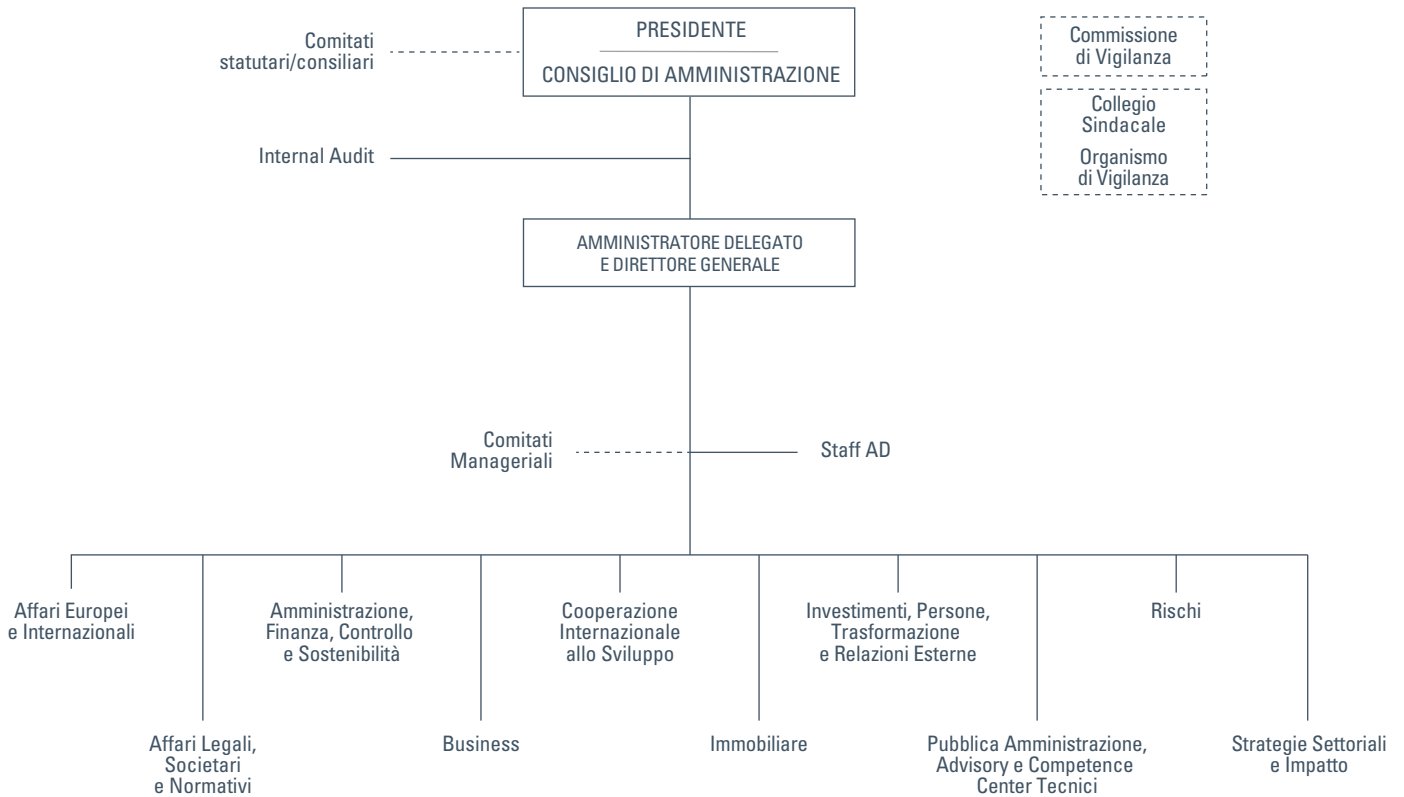 PRESIDENTE
CONSIGLIO DI AMMINISTRAZIONE
Comitati
statutari/consiliari
Commissione
di Vigilanza
Collegio
Sindacale
Organismo
di Vigilanza
Internal Audit
AMMINISTRATORE DELEGATO
E DIRETTORE GENERALE
Comitati
Manageriali
Staff AD
Affari Europei
e Internazionali
Amministrazione,
Finanza, Controllo
e Sostenibilità
Cooperazione
Internazionale
allo Sviluppo
Investimenti, Persone,
Trasformazione
e Relazioni Esterne
Rischi
Affari Legali,
Societari
e Normativi
Business
Immobiliare
Pubblica Amministrazione,
Advisory e Competence
Center Tecnici
Strategie Settoriali
e Impatto